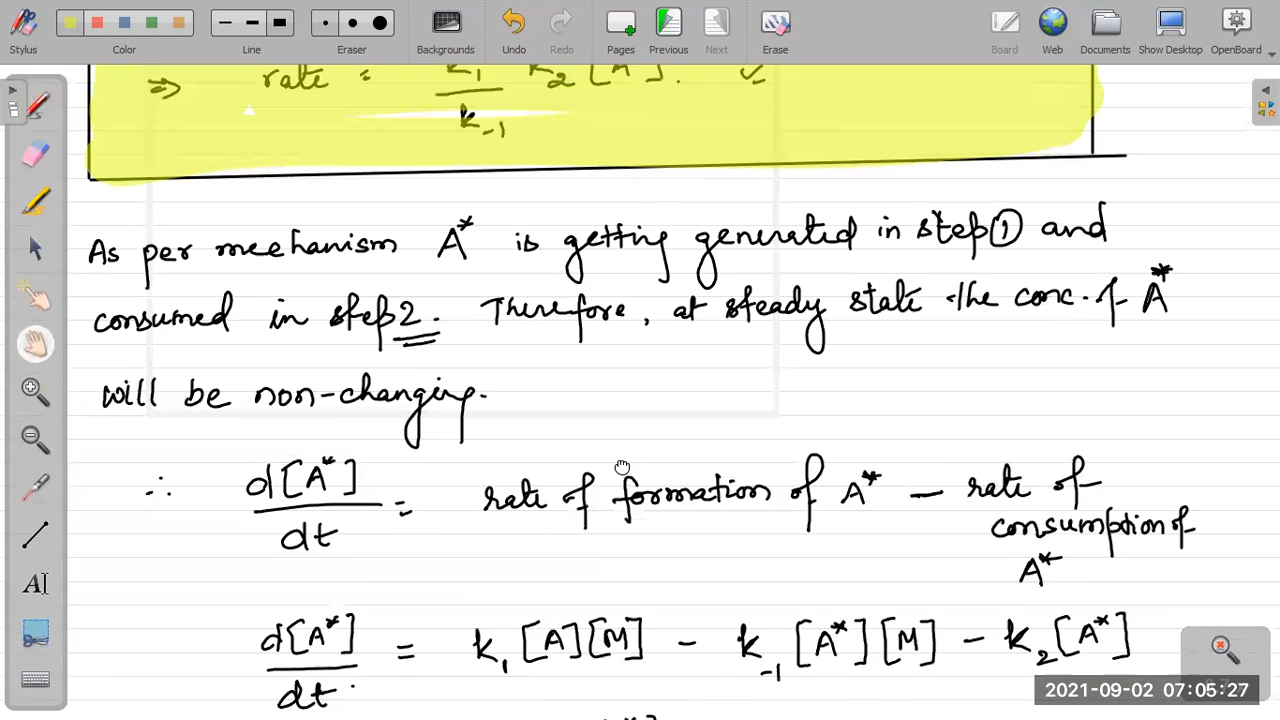 Stylus Color Line Eraser Backgrounds Undo Redo Pages Previous Next Erase Board Web Documents Show Desktop OpenBoard
⇒ rate = k₁/k₋₁ k₂ [A].
As per mechanism A* is getting generated in step ① and
consumed in step 2. Therefore, at steady state the conc. of A*
will be non-changing.
∴ d[A*]/dt = rate of formation of A* – rate of
consumption of
A*
d[A*]/dt = k₁[A][M] – k₋₁[A*][M] – k₂[A*]
2021-09-02 07:05:27